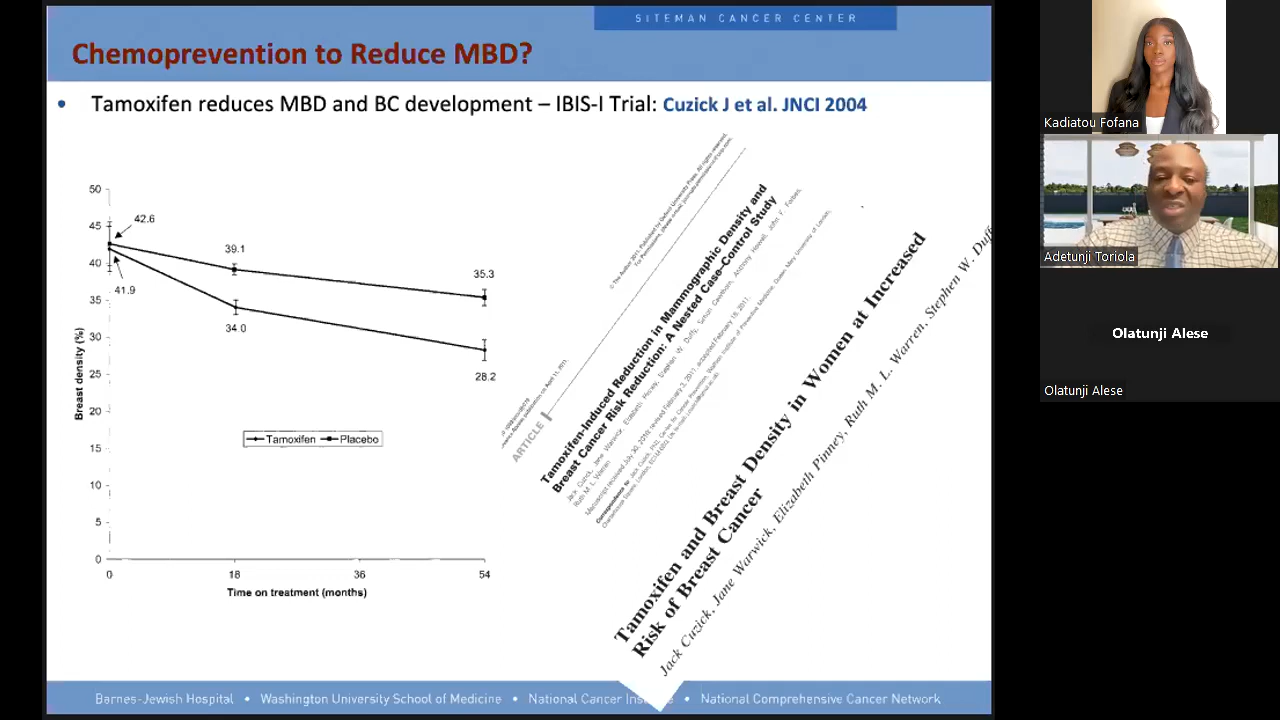 SITEMAN CANCER CENTER
Chemoprevention to Reduce MBD?
• Tamoxifen reduces MBD and BC development – IBIS-I Trial: Cuzick J et al. JNCI 2004
50
45
40
35
30
25
20
15
10
5
0
Breast density (%)
42.6
41.9
39.1
34.0
35.3
28.2
Tamoxifen
Placebo
0
18
36
54
Time on treatment (months)
ARTICLE
Tamoxifen-Induced Reduction in Mammographic Density and
Breast Cancer Risk Reduction: A Nested Case–Control Study
Tamoxifen and Breast Density in Women at Increased
Risk of Breast Cancer
Jack Cuzick, Jane Warwick, Elizabeth Pinney, Ruth M. L. Warren, Stephen W. Duff
Barnes-Jewish Hospital • Washington University School of Medicine • National Cancer Ins • National Comprehensive Cancer Network
Kadiatou Fofana
Adetunji Toriola
Olatunji Alese
Olatunji Alese